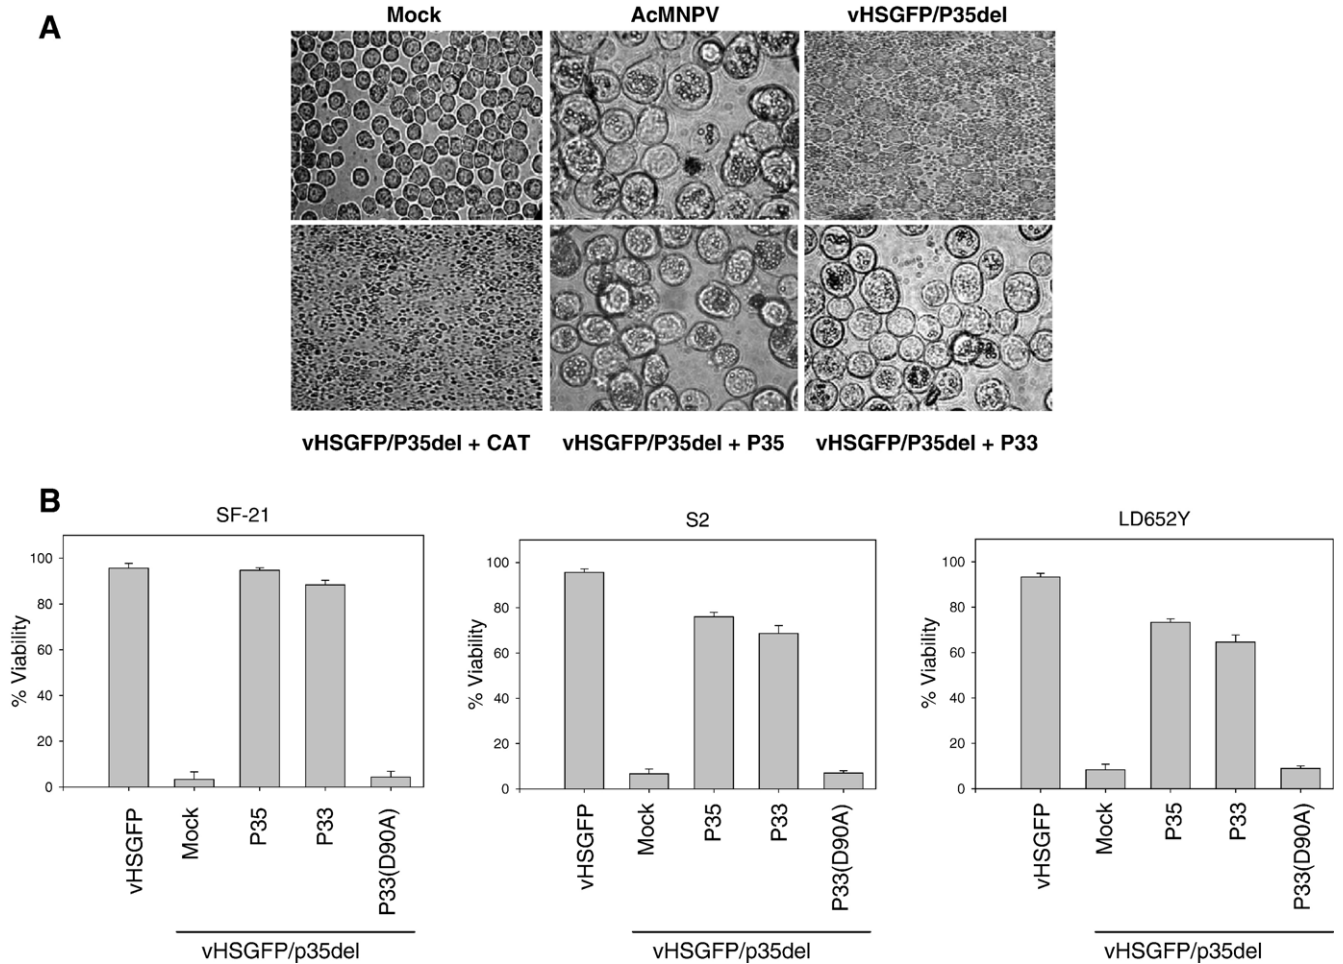 A
Mock AcMNPV vHSGFP/P35del
vHSGFP/P35del + CAT vHSGFP/P35del + P35 vHSGFP/P35del + P33
B
SF-21
% Viability
100
80
60
40
20
0
vHSGFP
Mock
P35
P33
P33(D90A)
vHSGFP/p35del
S2
% Viability
100
80
60
40
20
0
vHSGFP
Mock
P35
P33
P33(D90A)
vHSGFP/p35del
LD652Y
% Viability
100
80
60
40
20
0
vHSGFP
Mock
P35
P33
P33(D90A)
vHSGFP/p35del